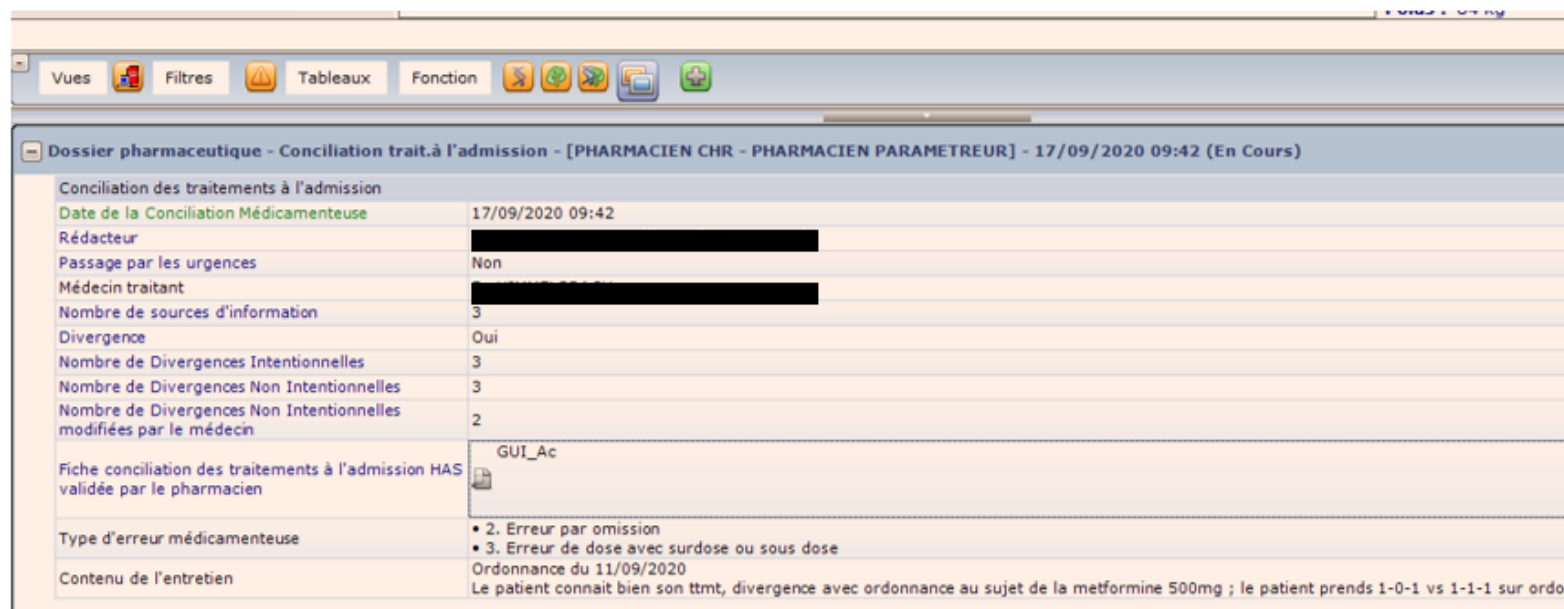 Vues Filtres Tableaux Fonction
Dossier pharmaceutique - Conciliation trait.à l'admission - [PHARMACIEN CHR - PHARMACIEN PARAMETREUR] - 17/09/2020 09:42 (En Cours)
Conciliation des traitements à l'admission
Date de la Conciliation Médicamenteuse 17/09/2020 09:42
Rédacteur
Passage par les urgences Non
Médecin traitant
Nombre de sources d'information 3
Divergence Oui
Nombre de Divergences Intentionnelles 3
Nombre de Divergences Non Intentionnelles 3
Nombre de Divergences Non Intentionnelles
modifiées par le médecin 2
GUI_Ac
Fiche conciliation des traitements à l'admission HAS
validée par le pharmacien
Type d'erreur médicamenteuse
• 2. Erreur par omission
• 3. Erreur de dose avec surdose ou sous dose
Contenu de l'entretien
Ordonnance du 11/09/2020
Le patient connait bien son ttmt, divergence avec ordonnance au sujet de la metformine 500mg ; le patient prends 1-0-1 vs 1-1-1 sur ordo